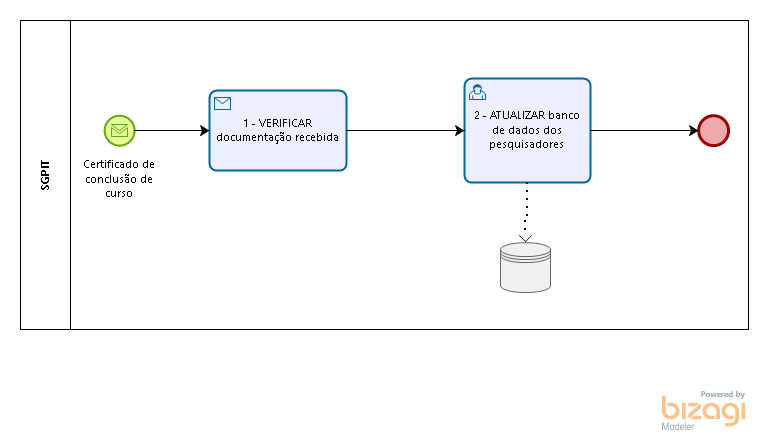 SGPIT
Certificado de
conclusão de
curso
1 - VERIFICAR
documentação recebida
2 - ATUALIZAR banco
de dados dos
pesquisadores
Powered by
bizagi
Modeler